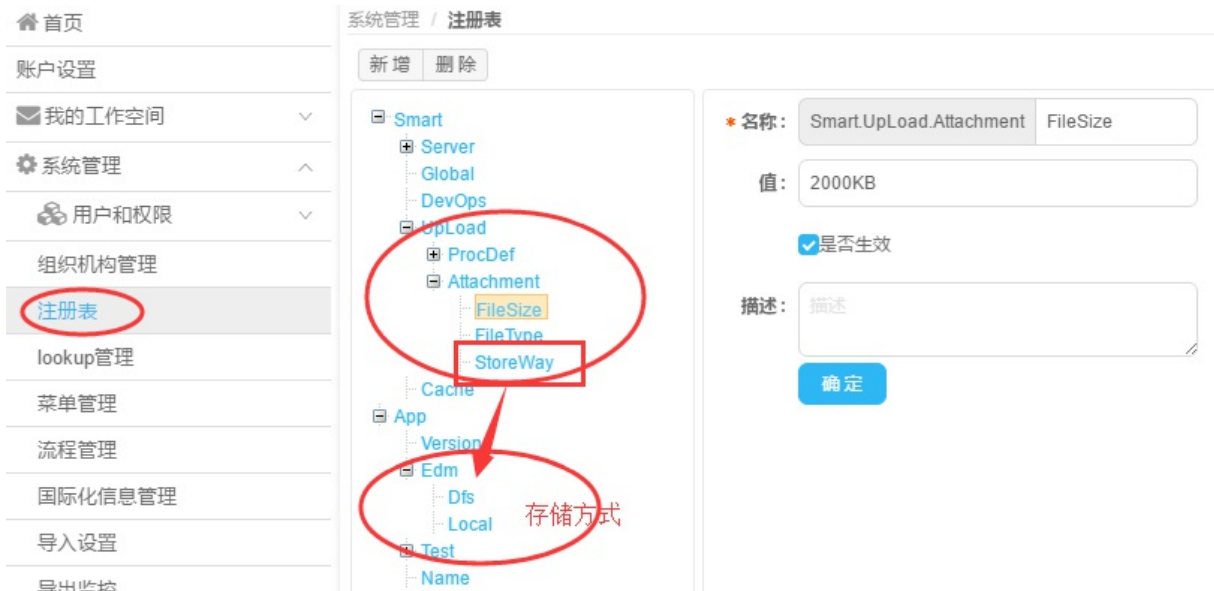 首页
账户设置
我的工作空间
系统管理
用户和权限
组织机构管理
注册表
lookup管理
菜单管理
流程管理
国际化信息管理
导入设置
导出监控
系统管理 / 注册表
新增 删除
Smart
Server
Global
DevOps
UpLoad
ProcDef
Attachment
FileSize
FileType
StoreWay
Cache
App
Version
Edm
Dfs
Local
存储方式
Test
Name
* 名称： Smart.UpLoad.Attachment FileSize
值： 2000KB
是否生效
描述： 描述
确定